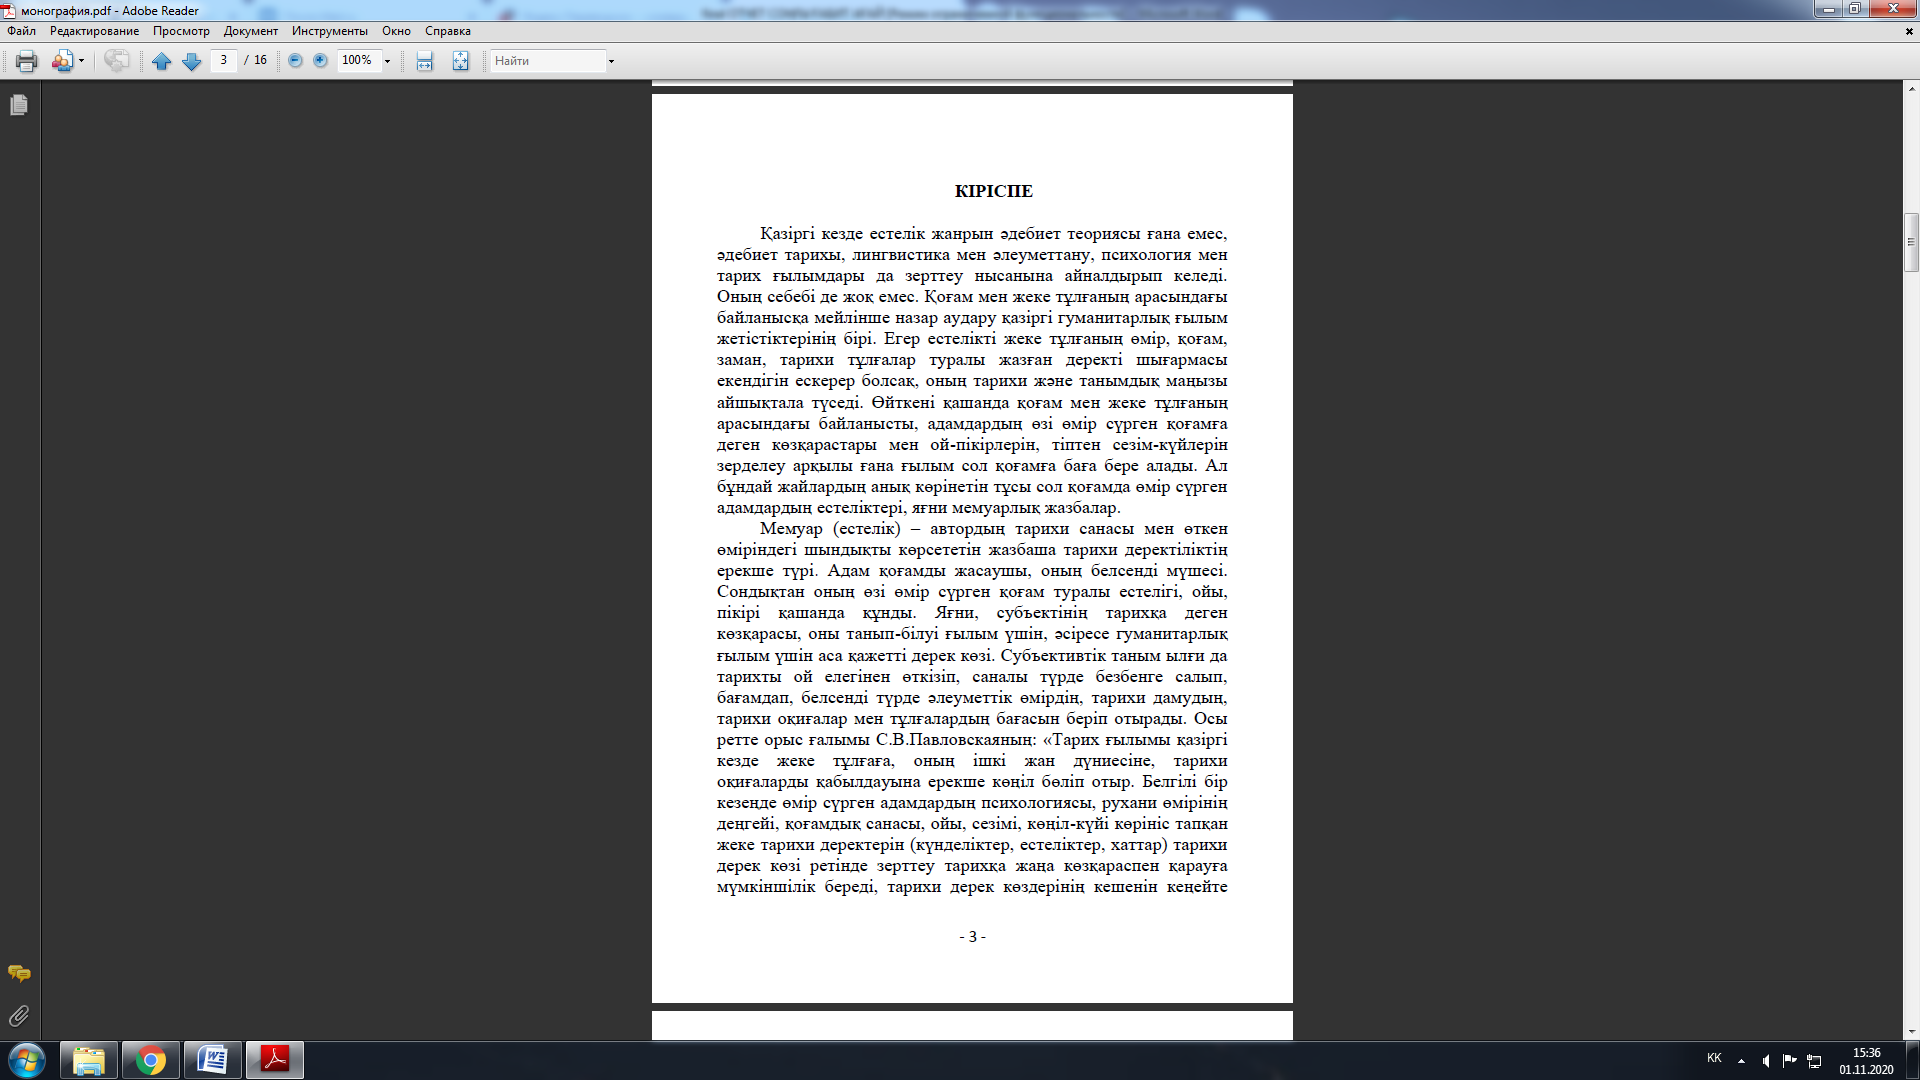 монография.pdf - Adobe Reader
Файл Редактирование Просмотр Документ Инструменты Окно Справка
3 / 16 100% Найти
КІРІСПЕ
Қазіргі кезде естелік жанрын әдебиет теориясы ғана емес,
әдебиет тарихы, лингвистика мен әлеуметтану, психология мен
тарих ғылымдары да зерттеу нысанына айналдырып келеді.
Оның себебі де жоқ емес. Қоғам мен жеке тұлғаның арасындағы
байланысқа мейлінше назар аудару қазіргі гуманитарлық ғылым
жетістіктерінің бірі. Егер естелікті жеке тұлғаның өмір, қоғам,
заман, тарихи тұлғалар туралы жазған деректі шығармасы
екендігін ескерер болсақ, оның тарихи және танымдық маңызы
айшықтала түседі. Өйткені қашанда қоғам мен жеке тұлғаның
арасындағы байланысты, адамдардың өзі өмір сүрген қоғамға
деген көзқарастары мен ой-пікірлерін, тіптен сезім-күйлерін
зерделеу арқылы ғана ғылым сол қоғамға баға бере алады. Ал
бұндай жайлардың анық көрінетін тұсы сол қоғамда өмір сүрген
адамдардың естеліктері, яғни мемуарлық жазбалар.
Мемуар (естелік) – автордың тарихи санасы мен өткен
өміріндегі шындықты көрсететін жазбаша тарихи деректіліктің
ерекше түрі. Адам қоғамды жасаушы, оның белсенді мүшесі.
Сондықтан оның өзі өмір сүрген қоғам туралы естелігі, ойы,
пікірі қашанда құнды. Яғни, субъектінің тарихқа деген
көзқарасы, оны танып-білуі ғылым үшін, әсіресе гуманитарлық
ғылым үшін аса қажетті дерек көзі. Субъективтік таным ылғи да
тарихты ой елегінен өткізіп, саналы түрде безбенге салып,
бағамдап, белсенді түрде әлеуметтік өмірдің, тарихи дамудың,
тарихи оқиғалар мен тұлғалардың бағасын беріп отырады. Осы
ретте орыс ғалымы С.В.Павловскаяның: «Тарих ғылымы қазіргі
кезде жеке тұлғаға, оның ішкі жан дүниесіне, тарихи
оқиғаларды қабылдауына ерекше көңіл бөліп отыр. Белгілі бір
кезеңде өмір сүрген адамдардың психологиясы, рухани өмірінің
деңгейі, қоғамдық санасы, ойы, сезімі, көңіл-күйі көрініс тапқан
жеке тарихи деректерін (күнделіктер, естеліктер, хаттар) тарихи
дерек көзі ретінде зерттеу тарихқа жаңа көзқараспен қарауға
мүмкіншілік береді, тарихи дерек көздерінің кешенін кеңейте
- 3 -
KK
15:36
01.11.2020